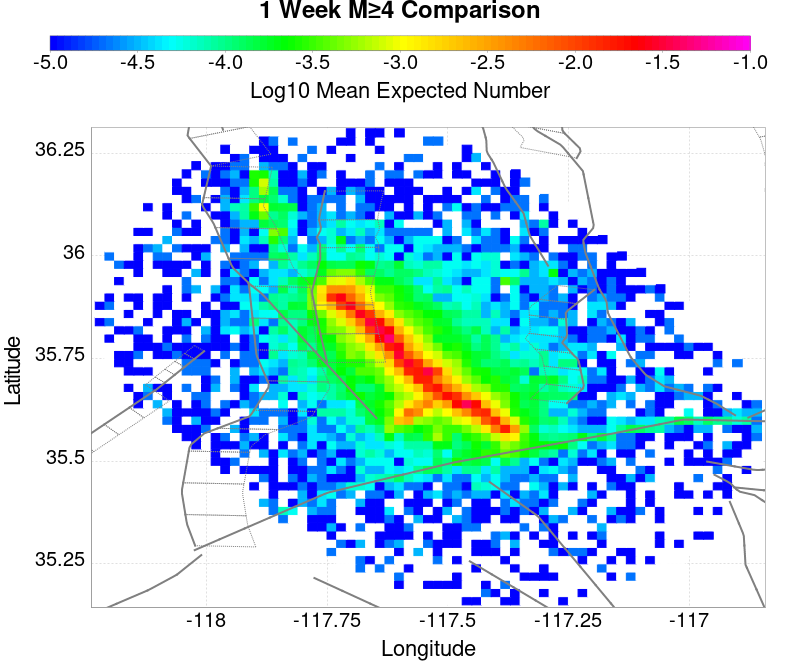 1 Week M≥4 Comparison
-5.0 -4.5 -4.0 -3.5 -3.0 -2.5 -2.0 -1.5 -1.0
Log10 Mean Expected Number
36.25
36
35.75
35.5
35.25
Latitude
-118 -117.75 -117.5 -117.25 -117
Longitude